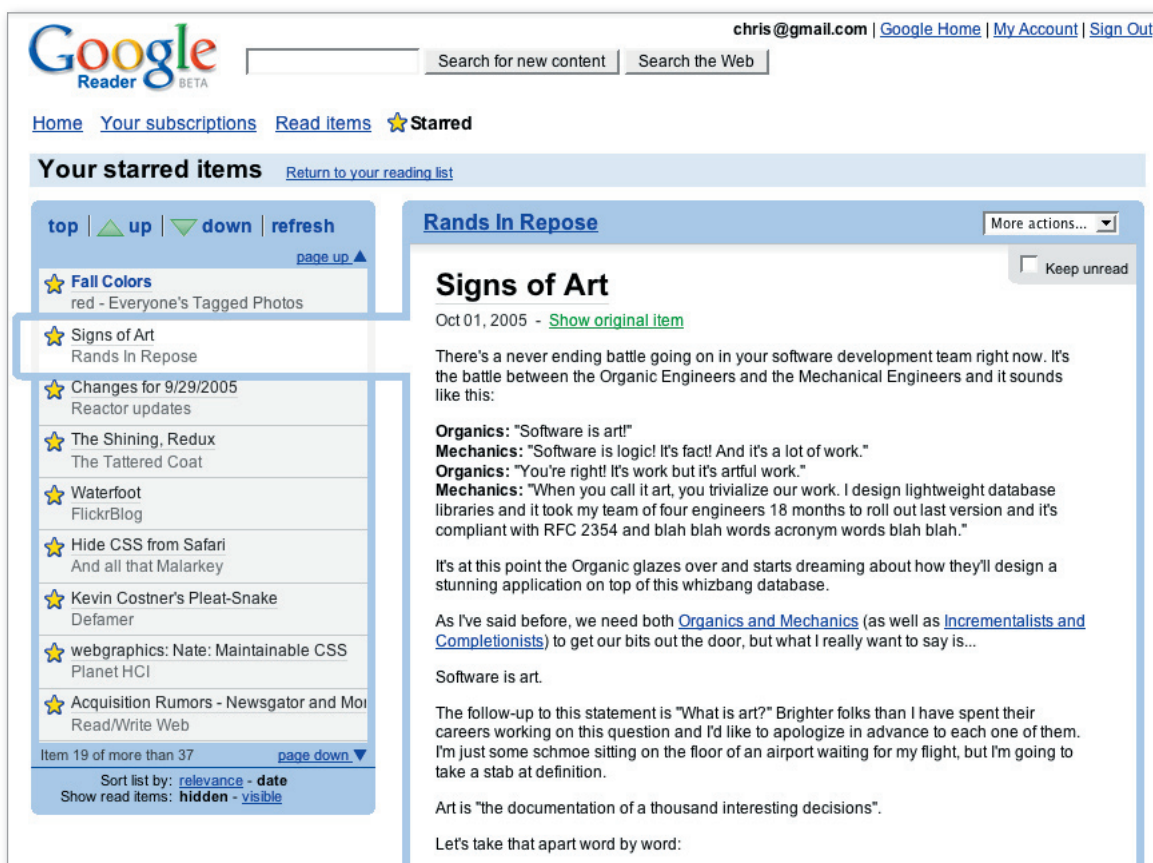 chris@gmail.com | Google Home | My Account | Sign Out
Google
Reader BETA
Search for new content
Search the Web
Home Your subscriptions Read items Starred
Your starred items Return to your reading list
top | up | down | refresh
page up
Fall Colors
red - Everyone's Tagged Photos
Signs of Art
Rands In Repose
Changes for 9/29/2005
Reactor updates
The Shining, Redux
The Tattered Coat
Waterfoot
FlickrBlog
Hide CSS from Safari
And all that Malarkey
Kevin Costner's Pleat-Snake
Defamer
webgraphics: Nate: Maintainable CSS
Planet HCI
Acquisition Rumors - Newsgator and Mor
Read/Write Web
Item 19 of more than 37 page down
Sort list by: relevance - date
Show read items: hidden - visible
Rands In Repose
More actions...
Keep unread
Signs of Art
Oct 01, 2005 - Show original item
There's a never ending battle going on in your software development team right now. It's
the battle between the Organic Engineers and the Mechanical Engineers and it sounds
like this:
Organics: "Software is art!"
Mechanics: "Software is logic! It's fact! And it's a lot of work."
Organics: "You're right! It's work but it's artful work."
Mechanics: "When you call it art, you trivialize our work. I design lightweight database
libraries and it took my team of four engineers 18 months to roll out last version and it's
compliant with RFC 2354 and blah blah words acronym words blah blah."
It's at this point the Organic glazes over and starts dreaming about how they'll design a
stunning application on top of this whizbang database.
As I've said before, we need both Organics and Mechanics (as well as Incrementalists and
Completionists) to get our bits out the door, but what I really want to say is...
Software is art.
The follow-up to this statement is "What is art?" Brighter folks than I have spent their
careers working on this question and I'd like to apologize in advance to each one of them.
I'm just some schmoe sitting on the floor of an airport waiting for my flight, but I'm going to
take a stab at definition.
Art is "the documentation of a thousand interesting decisions".
Let's take that apart word by word: